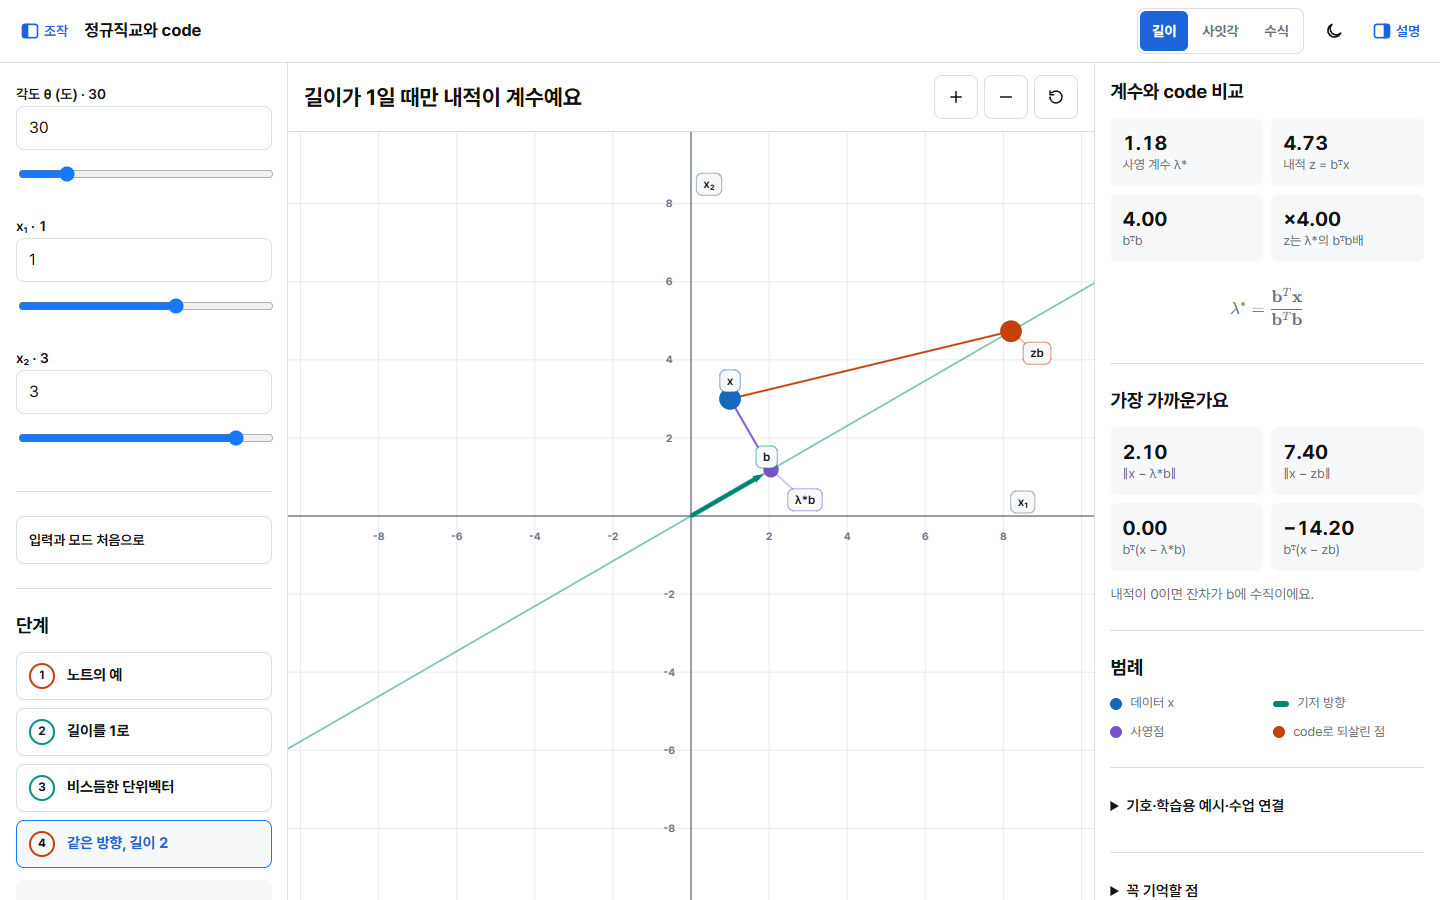 조작
정규직교와 code
길이
사잇각
수식
설명
각도 θ (도) · 30
30
x₁ · 1
1
x₂ · 3
3
입력과 모드 처음으로
단계
1 노트의 예
2 길이를 1로
3 비스듬한 단위벡터
4 같은 방향, 길이 2
길이가 1일 때만 내적이 계수예요
x₂
8
6
4
2
x
zb
b
λ*b
x₁
-8 -6 -4 -2 2 4 6 8
-2
-4
-6
-8
계수와 code 비교
1.18
사영 계수 λ*
4.73
내적 z = bᵀx
4.00
bᵀb
×4.00
z는 λ*의 bᵀb배
λ* = bᵀx / bᵀb
가장 가까운가요
2.10
‖x − λ*b‖
7.40
‖x − zb‖
0.00
bᵀ(x − λ*b)
−14.20
bᵀ(x − zb)
내적이 0이면 잔차가 b에 수직이에요.
범례
데이터 x
기저 방향
사영점
code로 되살린 점
기호·학습용 예시·수업 연결
꼭 기억할 점